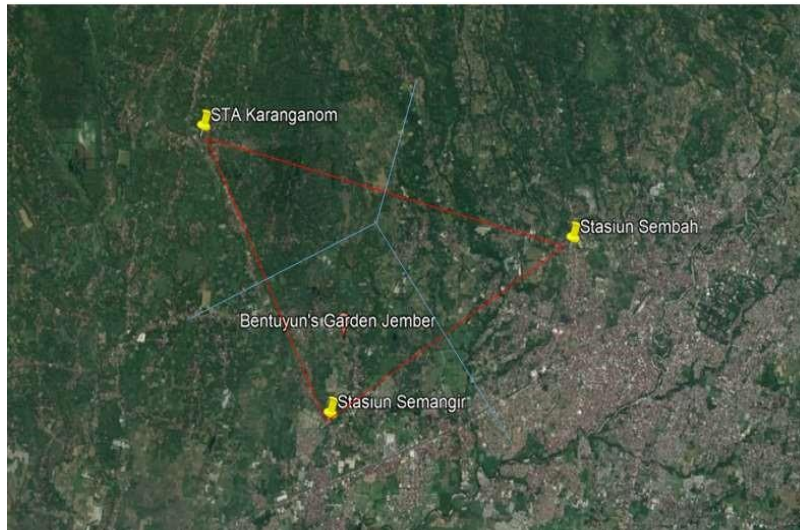 STA Karanganom
Stasiun Sembah
Bentuyun's Garden Jember
Stasiun Semangir